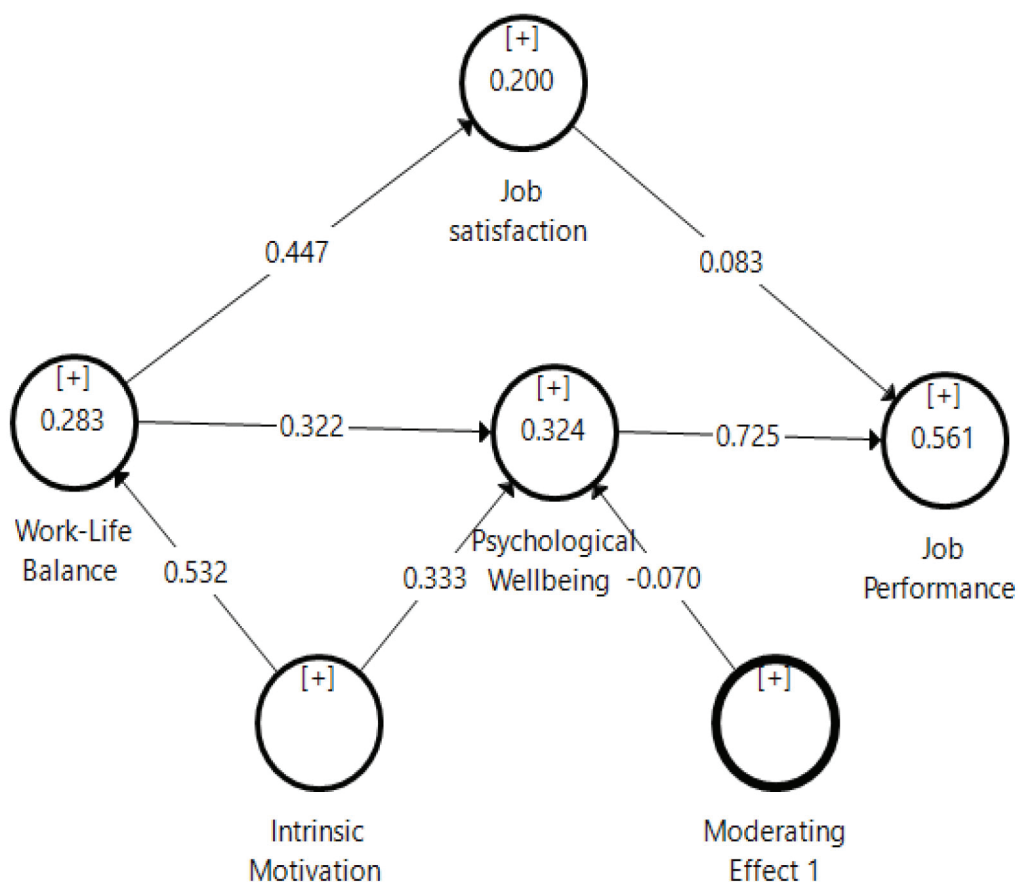 [+]
0.200
Job
satisfaction
0.447
0.083
[+]
0.283
0.322
[+]
0.324
0.725
[+]
0.561
Work-Life
Balance
0.532
0.333
Psychological
Wellbeing
-0.070
Job
Performance
[+]
Intrinsic
Motivation
[+]
Moderating
Effect 1